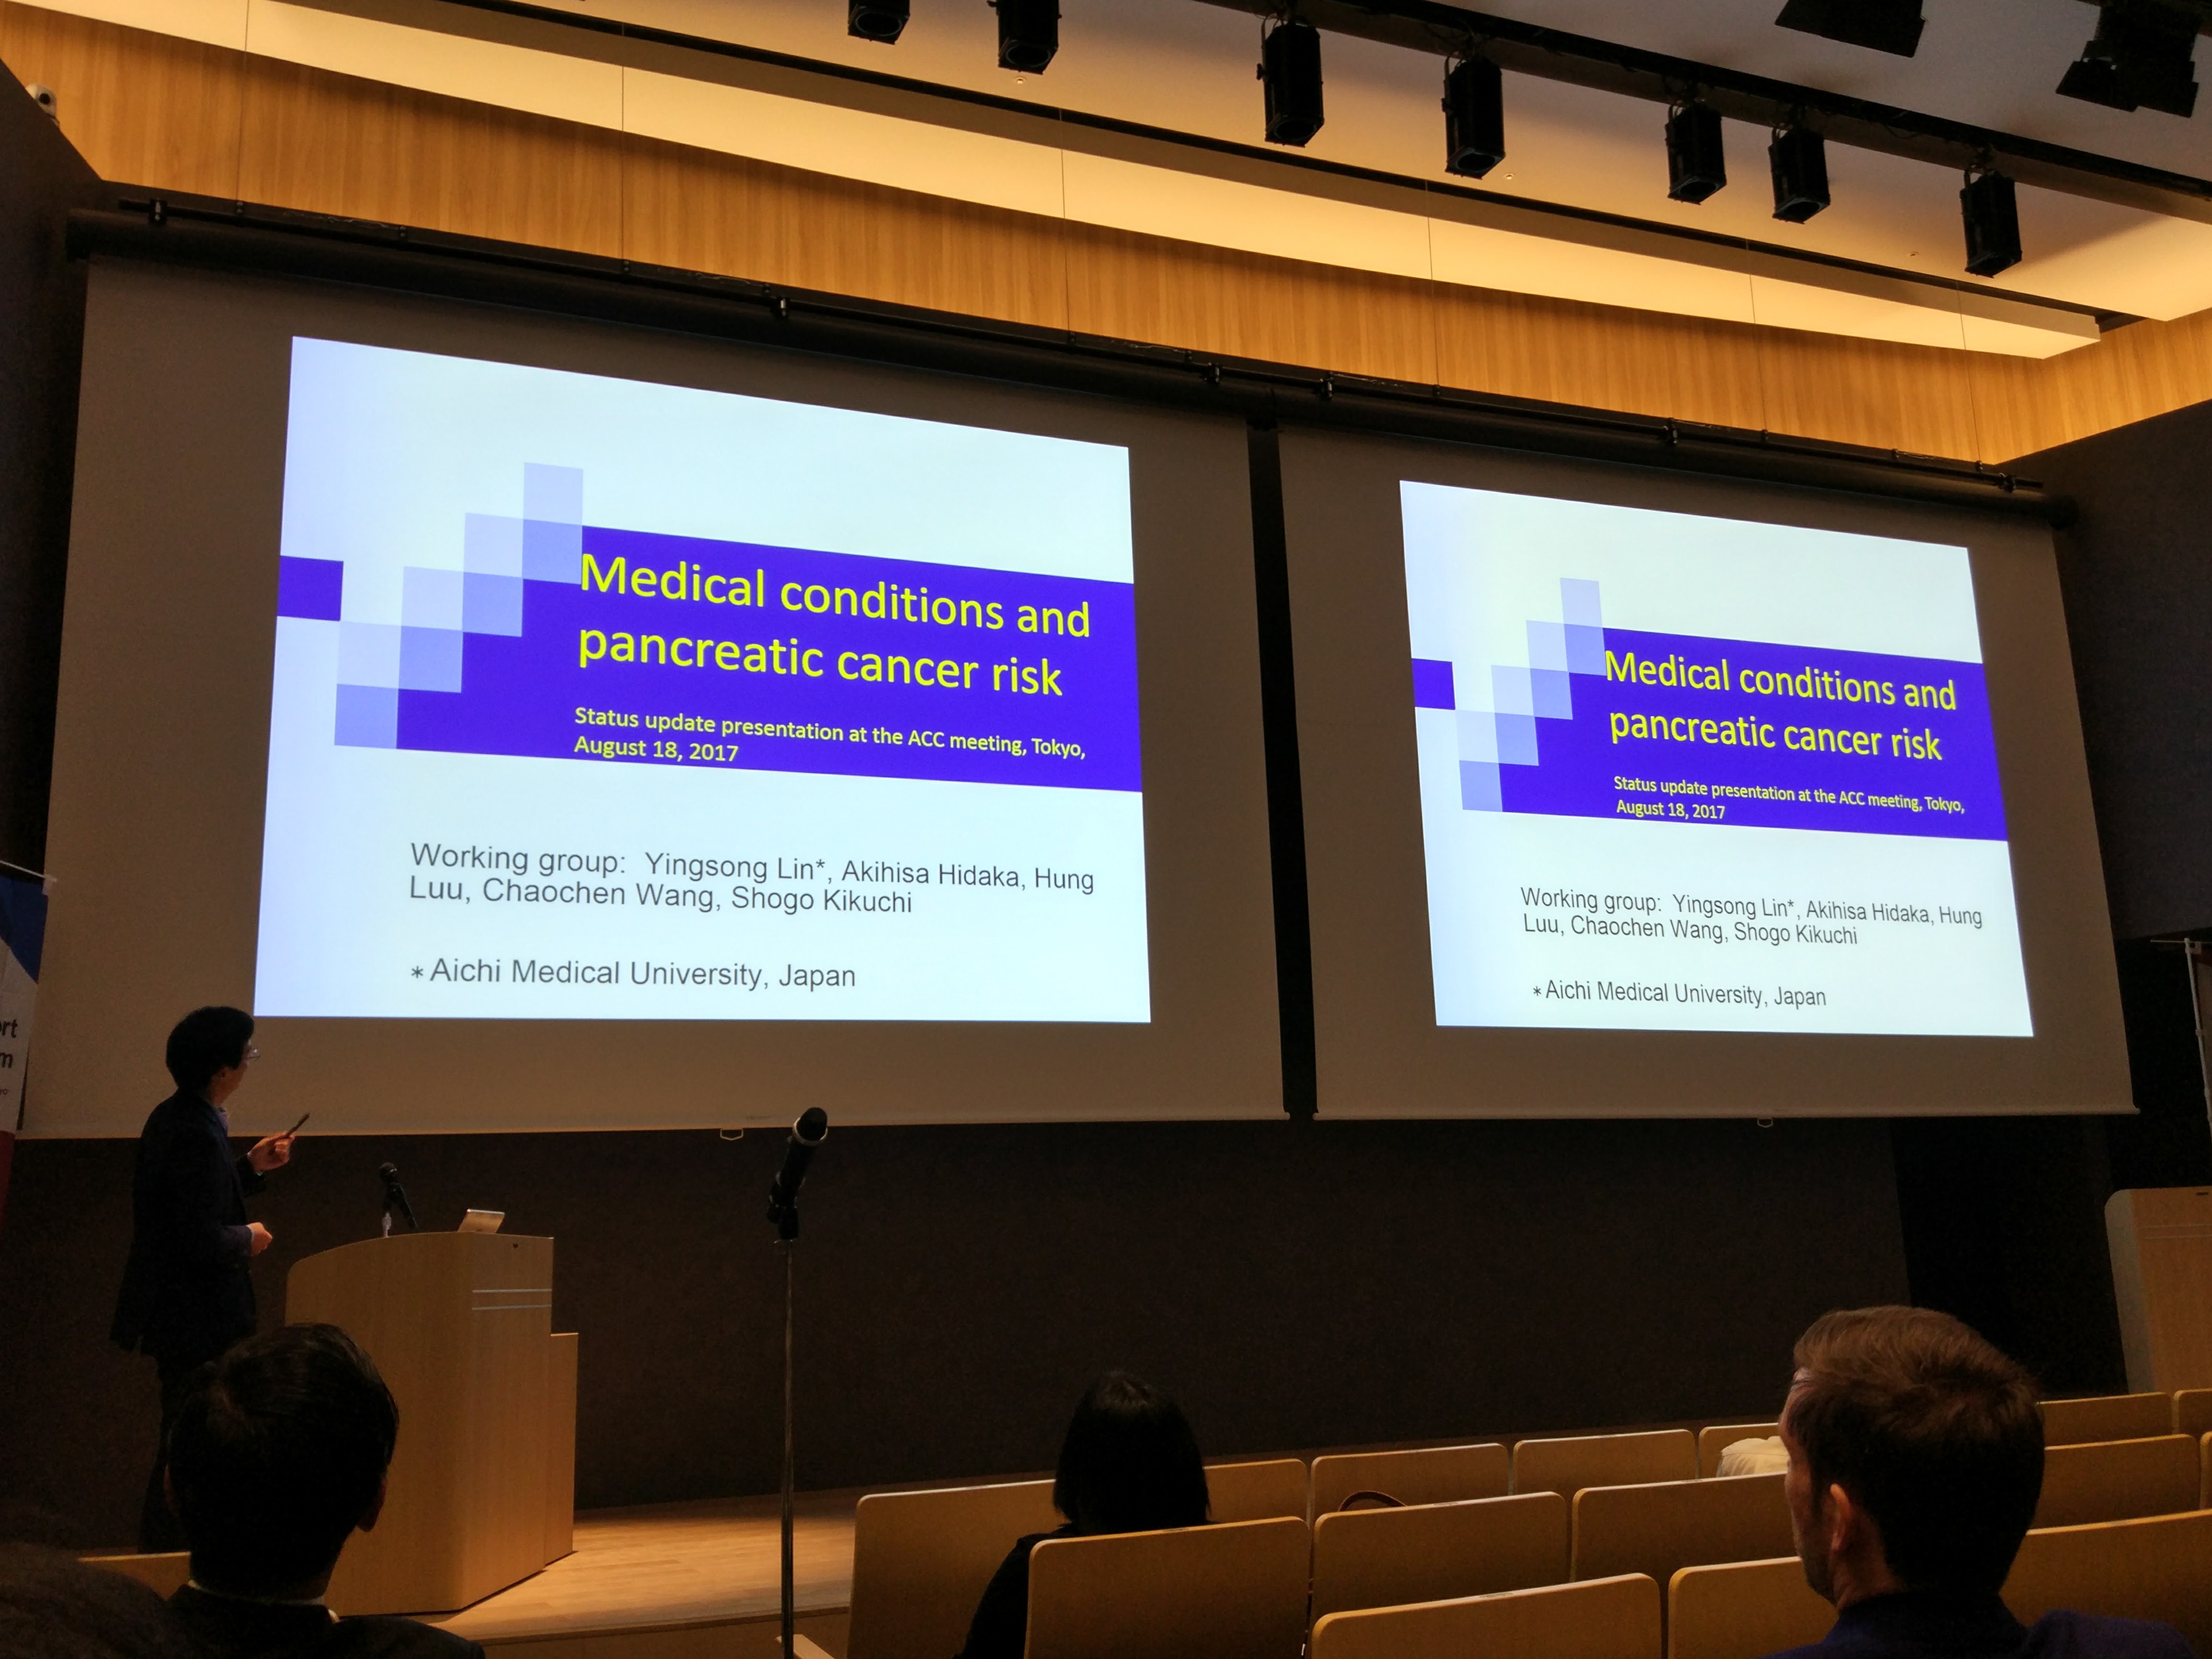 Medical conditions and
pancreatic cancer risk
Status update presentation at the ACC meeting, Tokyo,
August 18, 2017
Working group: Yingsong Lin*, Akihisa Hidaka, Hung
Luu, Chaochen Wang, Shogo Kikuchi
* Aichi Medical University, Japan
Medical conditions and
pancreatic cancer risk
Status update presentation at the ACC meeting, Tokyo,
August 18, 2017
Working group: Yingsong Lin*, Akihisa Hidaka, Hung
Luu, Chaochen Wang, Shogo Kikuchi
* Aichi Medical University, Japan